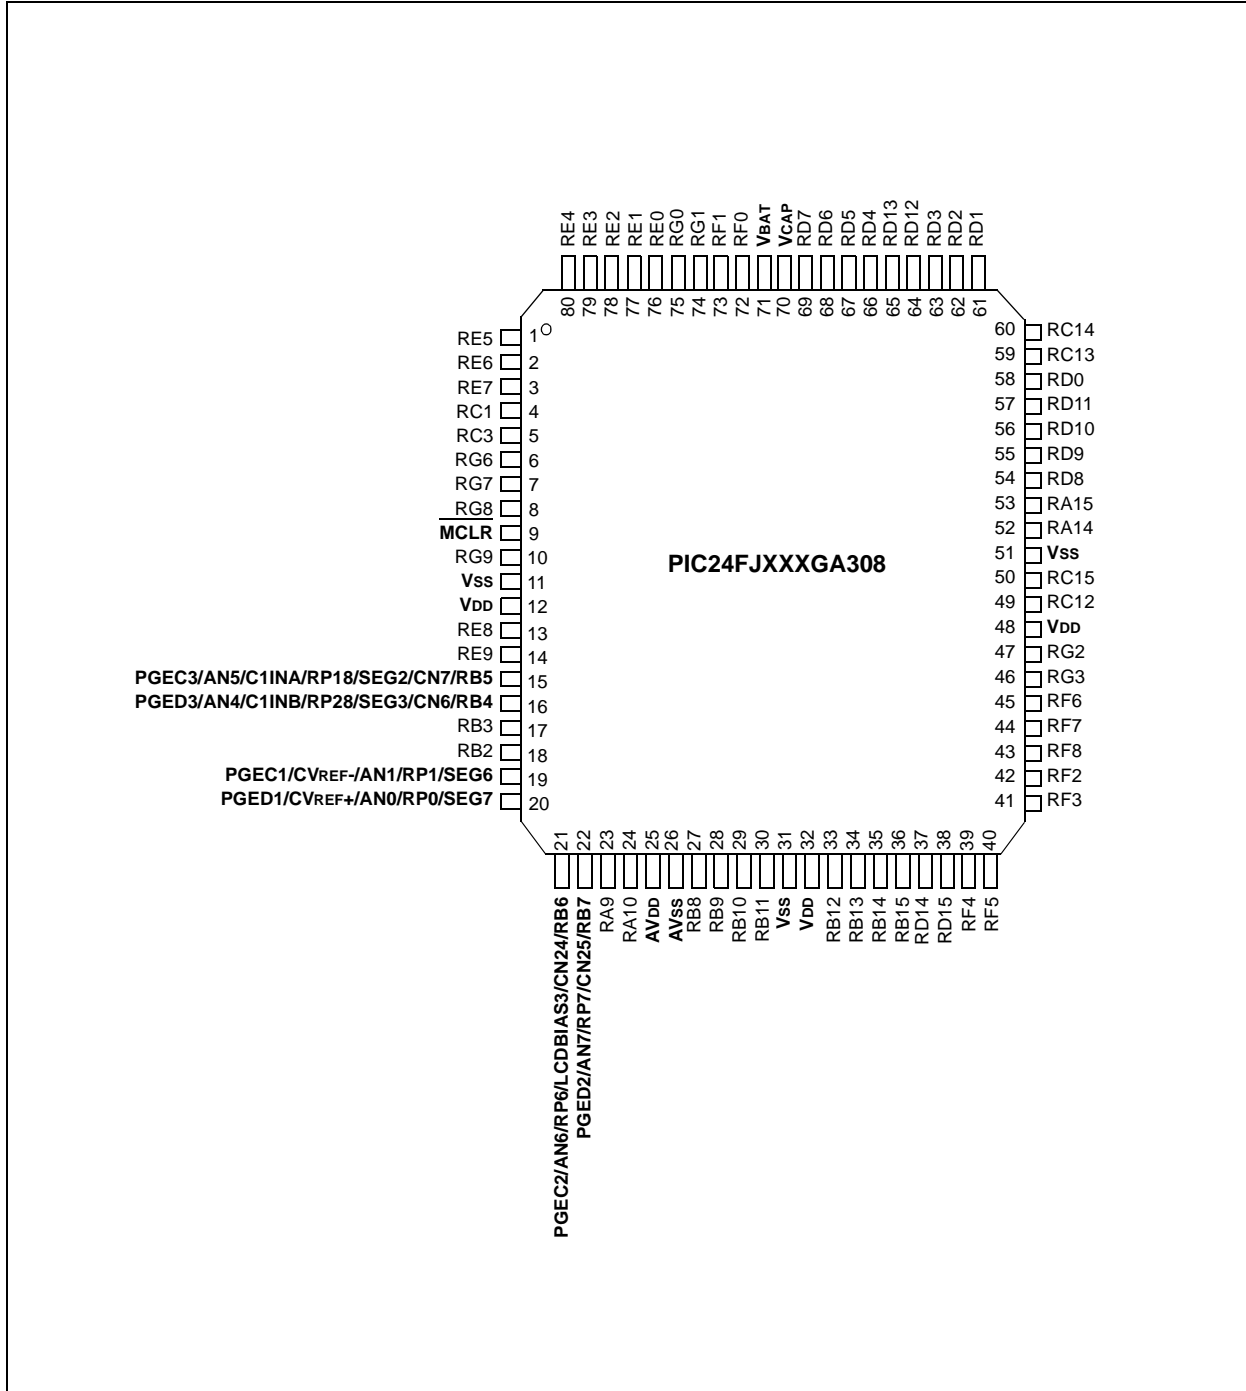 RE4
RE3
RE2
RE1
RE0
RG0
RG1
RF1
RF0
VBAT
VCAP
RD7
RD6
RD5
RD4
RD13
RD12
RD3
RD2
RD1
80
79
78
77
76
75
74
73
72
71
70
69
68
67
66
65
64
63
62
61
RE5 1
RE6 2
RE7 3
RC1 4
RC3 5
RG6 6
RG7 7
RG8 8
MCLR 9
RG9 10
VSS 11
VDD 12
RE8 13
RE9 14
PGEC3/AN5/C1INA/RP18/SEG2/CN7/RB5 15
PGED3/AN4/C1INB/RP28/SEG3/CN6/RB4 16
RB3 17
RB2 18
PGEC1/CVREF-/AN1/RP1/SEG6 19
PGED1/CVREF+/AN0/RP0/SEG7 20
PIC24FJXXXGA308
60 RC14
59 RC13
58 RD0
57 RD11
56 RD10
55 RD9
54 RD8
53 RA15
52 RA14
51 VSS
50 RC15
49 RC12
48 VDD
47 RG2
46 RG3
45 RF6
44 RF7
43 RF8
42 RF2
41 RF3
21
22
23
24
25
26
27
28
29
30
31
32
33
34
35
36
37
38
39
40
PGEC2/AN6/RP6/LCDBIAS3/CN24/RB6
PGED2/AN7/RP7/CN25/RB7
RA9
RA10
AVDD
AVSS
RB8
RB9
RB10
RB11
VSS
VDD
RB12
RB13
RB14
RB15
RD14
RD15
RF4
RF5